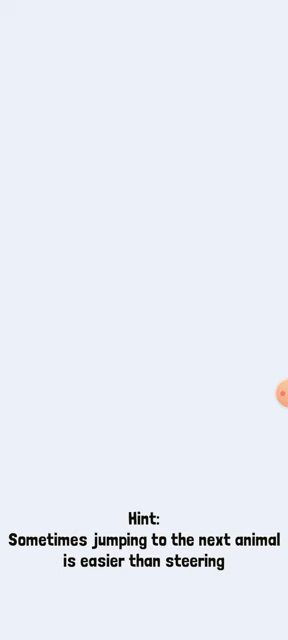 Hint:
Sometimes jumping to the next animal
is easier than steering